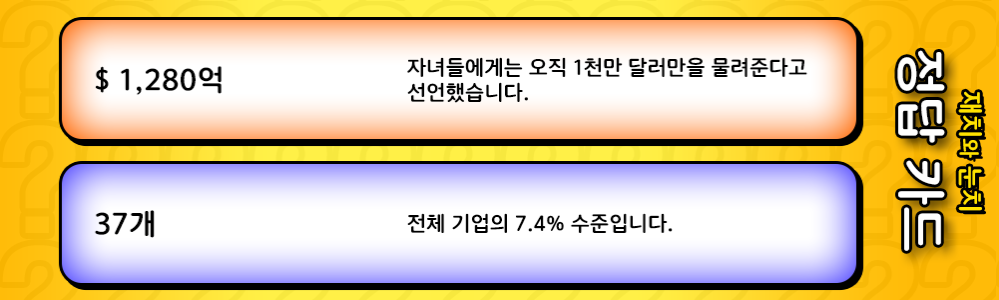 $ 1,280억
자녀들에게는 오직 1천만 달러만을 물려준다고
선언했습니다.
37개
전체 기업의 7.4% 수준입니다.
재치와 눈치
정답 카드